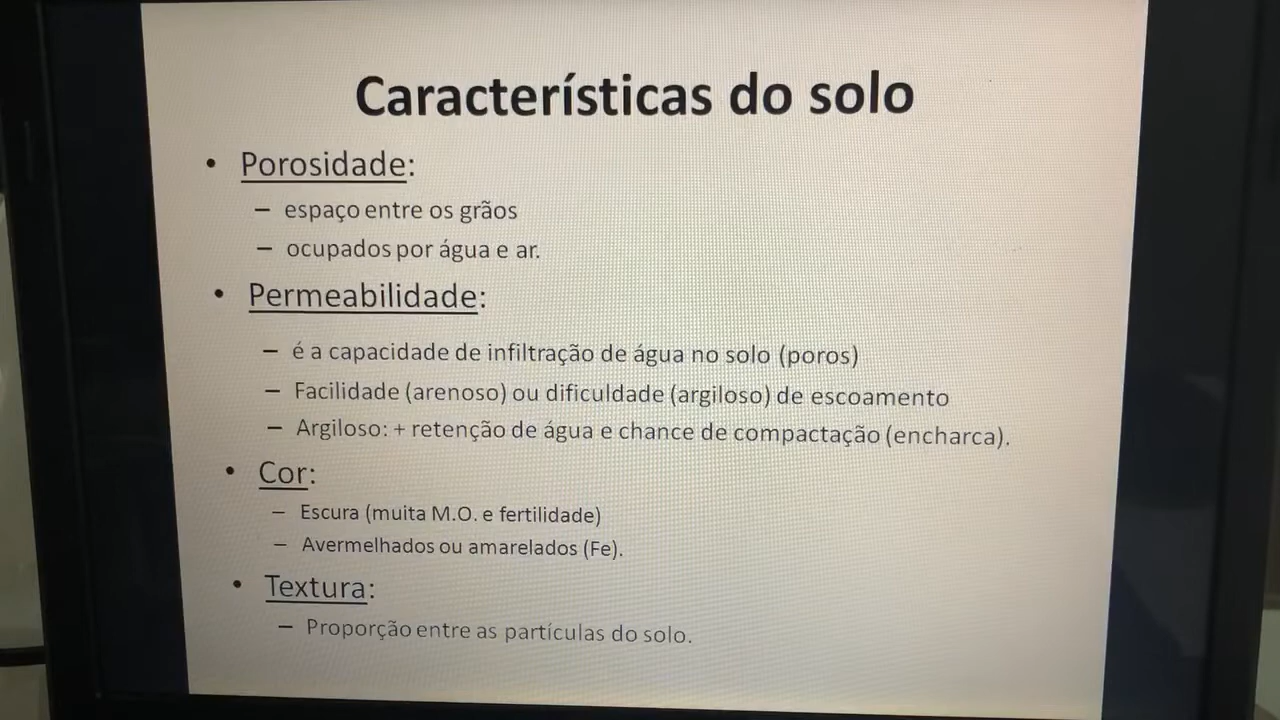 Características do solo
• Porosidade:
– espaço entre os grãos
– ocupados por água e ar.
• Permeabilidade:
– é a capacidade de infiltração de água no solo (poros)
– Facilidade (arenoso) ou dificuldade (argiloso) de escoamento
– Argiloso: + retenção de água e chance de compactação (encharca).
• Cor:
– Escura (muita M.O. e fertilidade)
– Avermelhados ou amarelados (Fe).
• Textura:
– Proporção entre as partículas do solo.